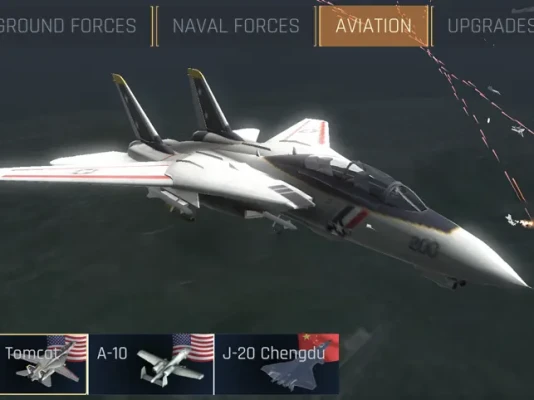 GROUND FORCES
NAVAL FORCES
AVIATION
UPGRADES
200
Tomcat
A-10
J-20 Chengdu